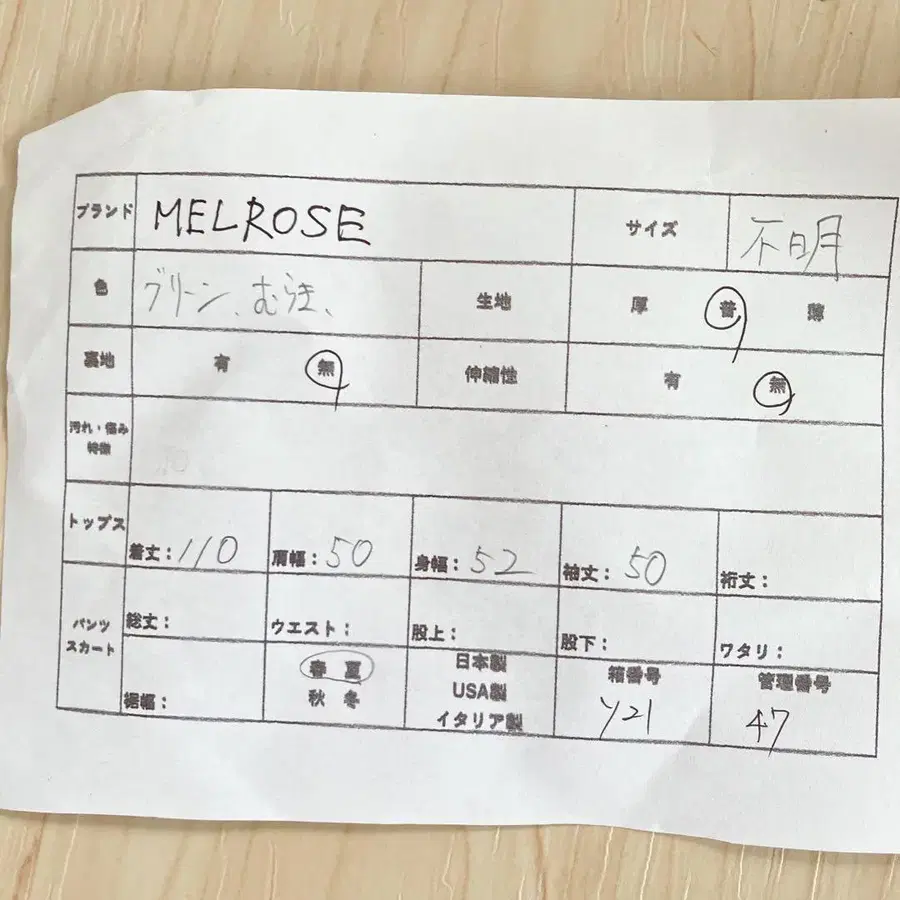 ブランド MELROSE サイズ 不明
色 グリーン、むらさき、 生地 厚 普 薄
裏地 有 無 伸縮性 有 無
汚れ・傷み
特徴
トップス 着丈：110 肩幅：50 身幅：52 袖丈：50 裄丈：
パンツ
スカート
総丈： ウエスト： 股上： 股下： ワタリ：
裾幅：
春 夏
秋 冬
日本製
USA製
イタリア製
箱番号
Y21
管理番号
47